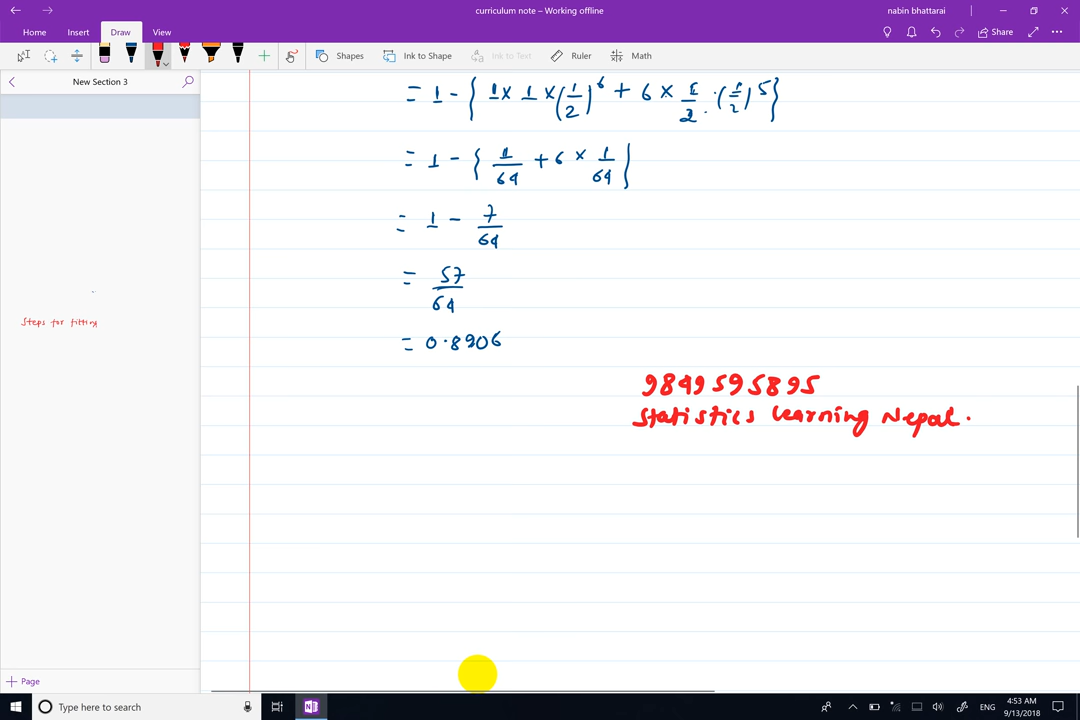 curriculum note – Working offline
nabin bhattarai
Home Insert Draw View
Share
Shapes Ink to Shape Ink to Text Ruler Math
New Section 3
= 1 - { 1 × 1 × (1/2)^6 + 6 × 1/2 . (1/2)^5 }
= 1 - { 1/64 + 6 × 1/64 }
= 1 - 7/64
= 57/64
Steps for fitting
= 0.8906
9849595895
Statistics learning Nepal.
+ Page
Type here to search
ENG
4:53 AM
9/13/2018